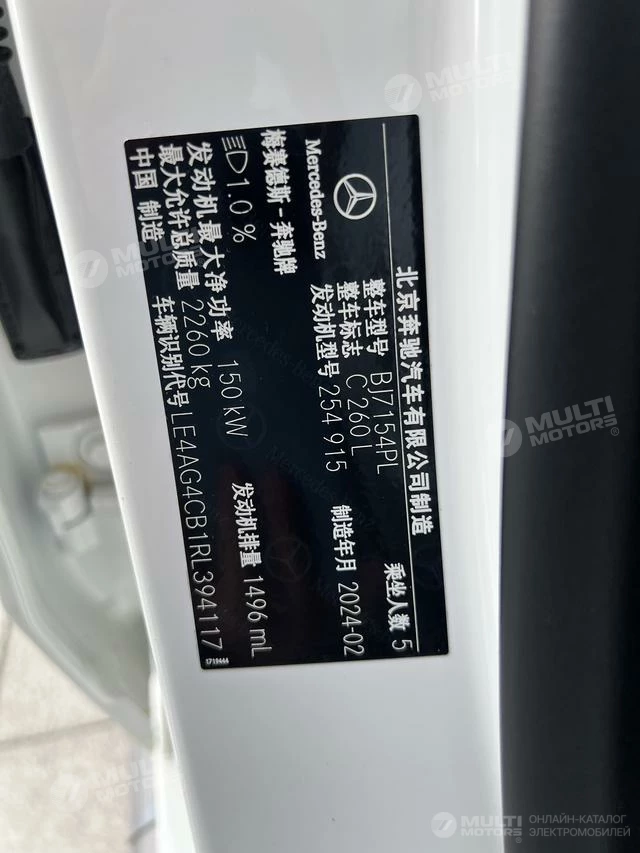 北京奔驰汽车有限公司制造
Mercedes-Benz
整车型号 BJ7154PL 乘坐人数 5
整车标志 C 260 L
发动机型号 254 915 制造年月 2024-02
梅赛德斯-奔驰牌
1.0 %
发动机最大净功率 150 kW 发动机排量 1496 mL
最大允许总质量 2260 kg
中国 制造 车辆识别代号 LE4AG4CB1RL394117
1719444
MULTI
MOTORS®
MULTI
MOTORS®
MULTI
MOTORS
ОНЛАЙН-КАТАЛОГ
ЭЛЕКТРОМОБИЛЕЙ